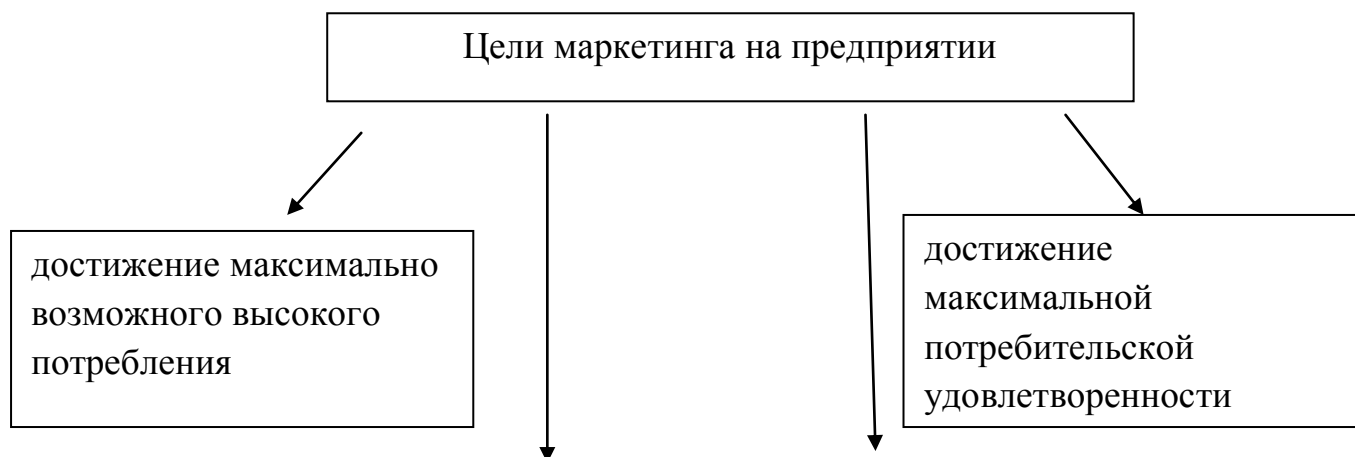 Цели маркетинга на предприятии
достижение максимально
возможного высокого
потребления
достижение
максимальной
потребительской
удовлетворенности